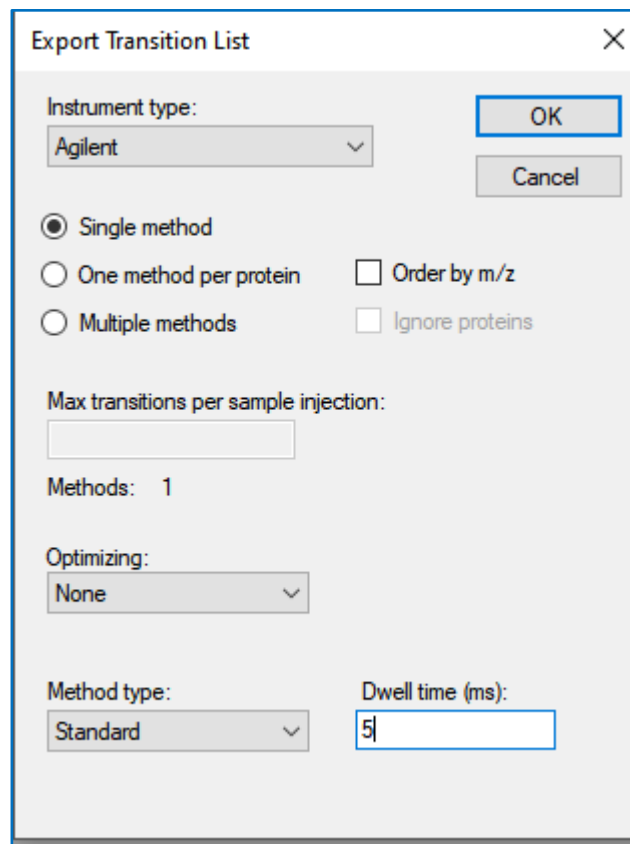 Export Transition List
Instrument type:
Agilent
OK
Cancel
Single method
One method per protein
Order by m/z
Multiple methods
Ignore proteins
Max transitions per sample injection:
Methods: 1
Optimizing:
None
Method type:
Dwell time (ms):
Standard
5